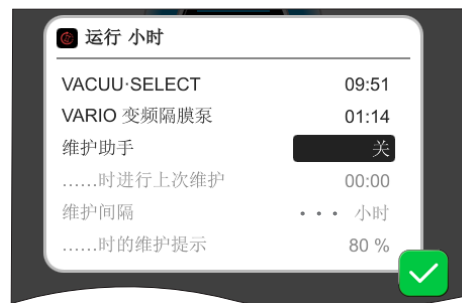 运行 小时
VACUU·SELECT 09:51
VARIO 变频隔膜泵 01:14
维护助手 关
……时进行上次维护 00:00
维护间隔 • • • 小时
……时的维护提示 80 %